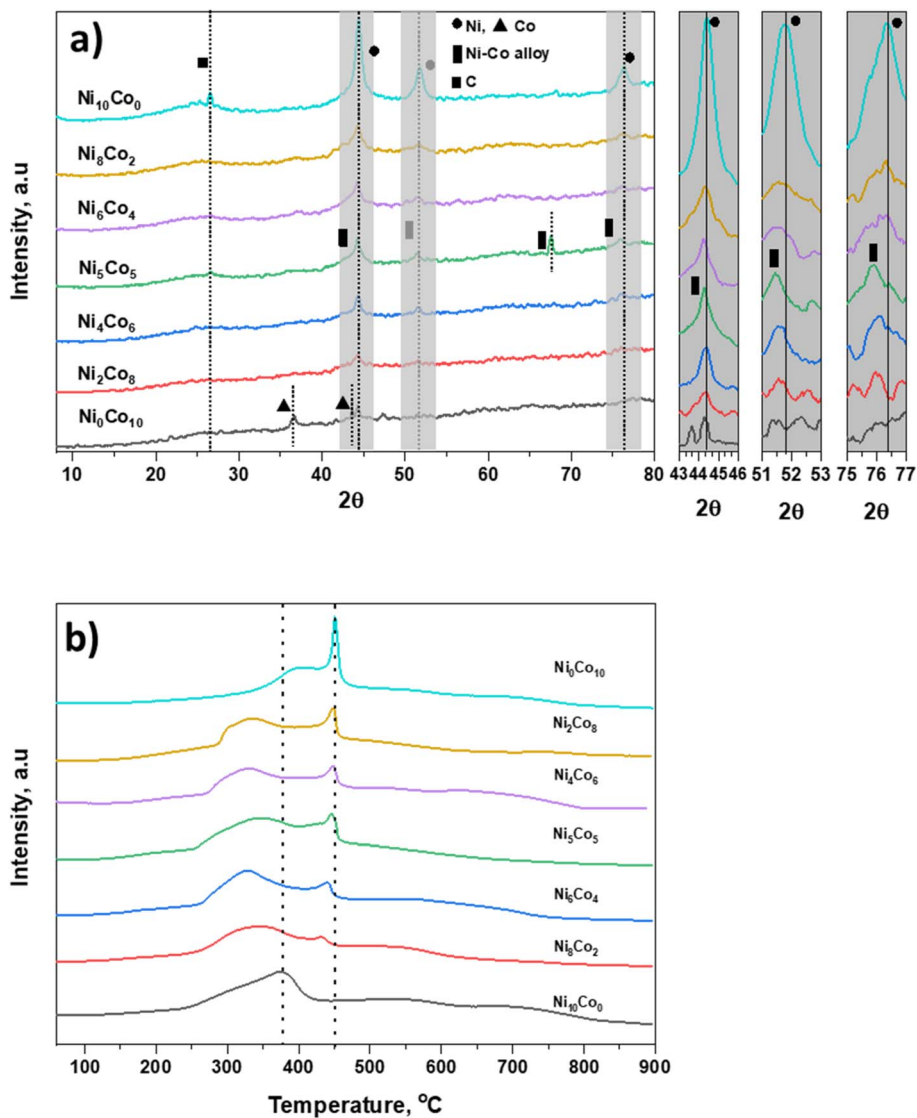 a)
Ni, Co
Ni-Co alloy
C
Ni10Co0
Ni8Co2
Ni6Co4
Ni5Co5
Ni4Co6
Ni2Co8
Ni0Co10
Intensity, a.u
10 20 30 40 50 60 70 80
2θ
43 44 45 46
2θ
51 52 53
2θ
75 76 77
2θ
b)
Ni0Co10
Ni2Co8
Ni4Co6
Ni5Co5
Ni6Co4
Ni8Co2
Ni10Co0
Intensity, a.u
100 200 300 400 500 600 700 800 900
Temperature, °C